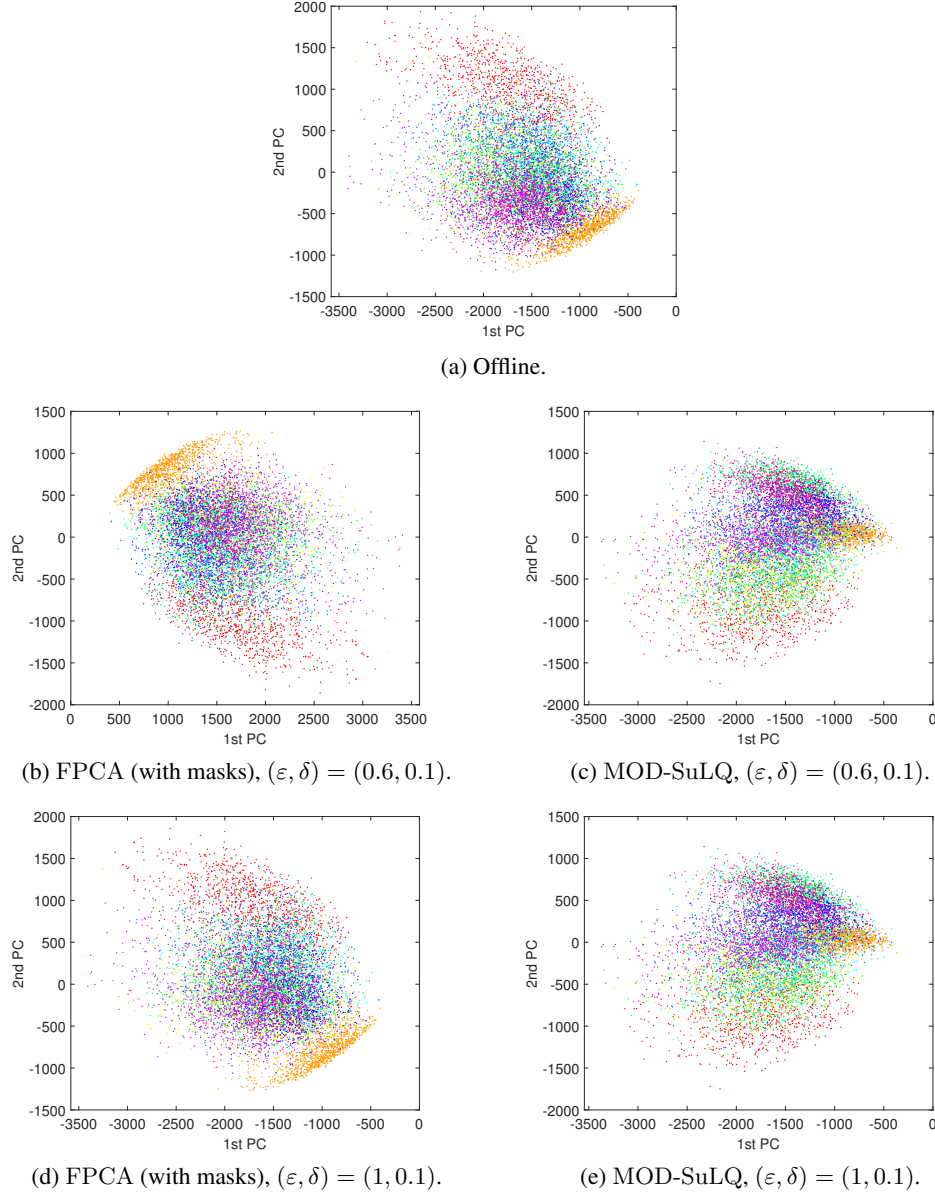 2000
1500
1000
500
0
-500
-1000
-1500
2nd PC
-3500 -3000 -2500 -2000 -1500 -1000 -500 0
1st PC
(a) Offline.
1500
1000
500
0
-500
-1000
-1500
-2000
2nd PC
0 500 1000 1500 2000 2500 3000 3500
1st PC
(b) FPCA (with masks), (ε, δ) = (0.6, 0.1).
2000
1500
1000
500
0
-500
-1000
-1500
-2000
2nd PC
-3500 -3000 -2500 -2000 -1500 -1000 -500 0
1st PC
(c) MOD-SuLQ, (ε, δ) = (0.6, 0.1).
2000
1500
1000
500
0
-500
-1000
-1500
2nd PC
-3500 -3000 -2500 -2000 -1500 -1000 -500 0
1st PC
(d) FPCA (with masks), (ε, δ) = (1, 0.1).
2000
1500
1000
500
0
-500
-1000
-1500
-2000
2nd PC
-3500 -3000 -2500 -2000 -1500 -1000 -500 0
1st PC
(e) MOD-SuLQ, (ε, δ) = (1, 0.1).